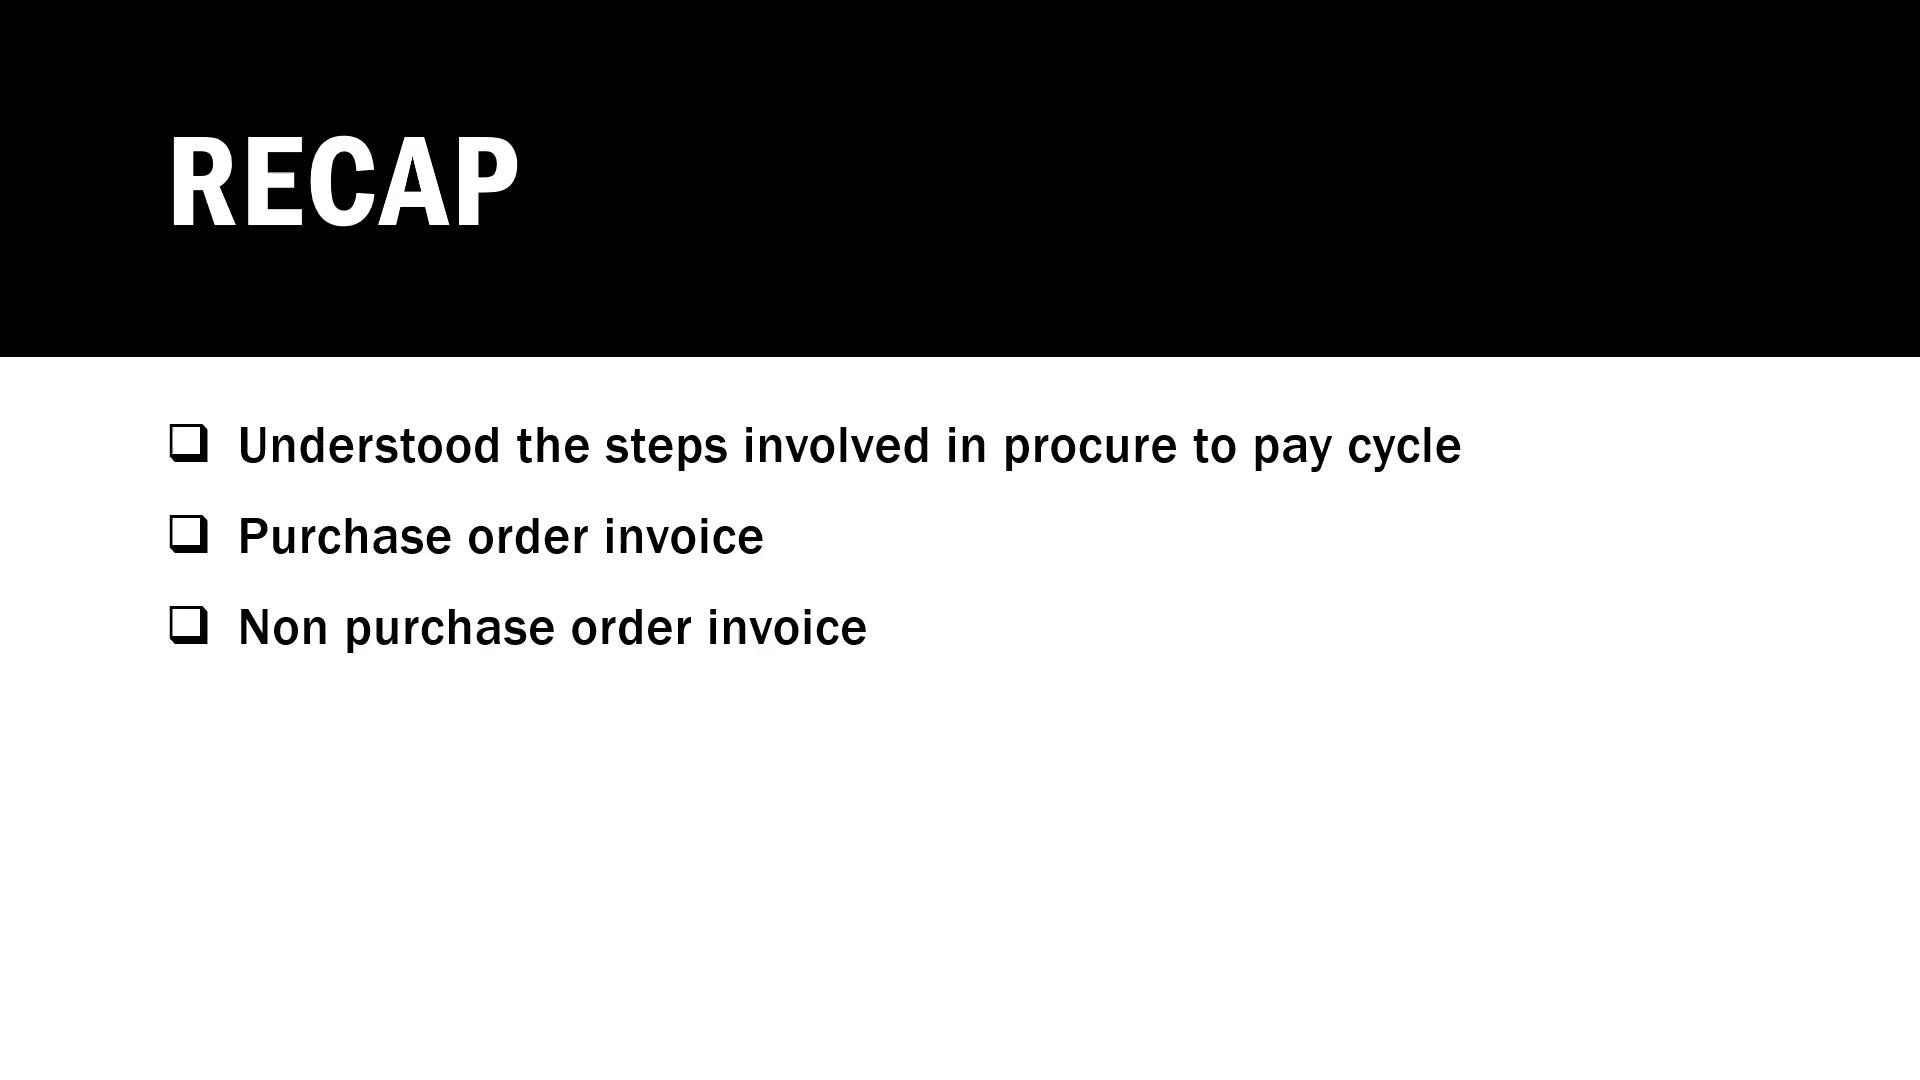 RECAP
❑ Understood the steps involved in procure to pay cycle
❑ Purchase order invoice
❑ Non purchase order invoice